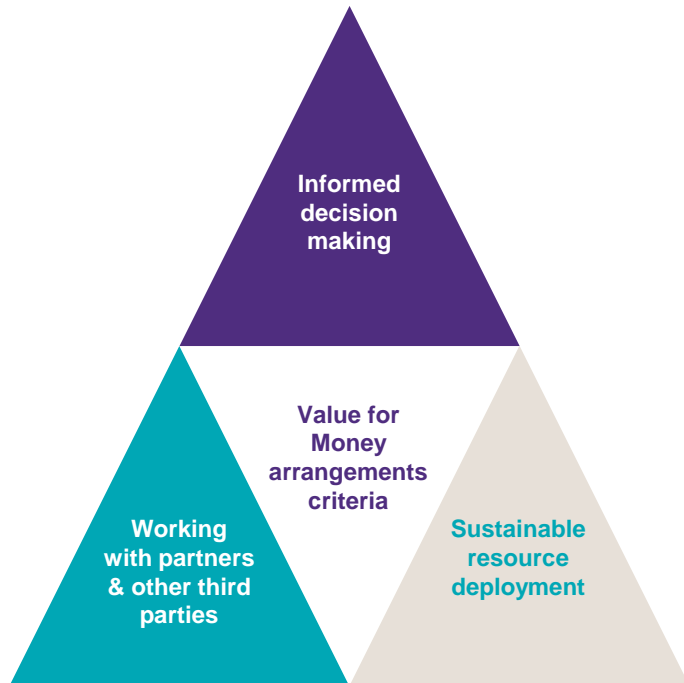 Informed
decision
making
Value for
Money
arrangements
criteria
Working
with partners
& other third
parties
Sustainable
resource
deployment